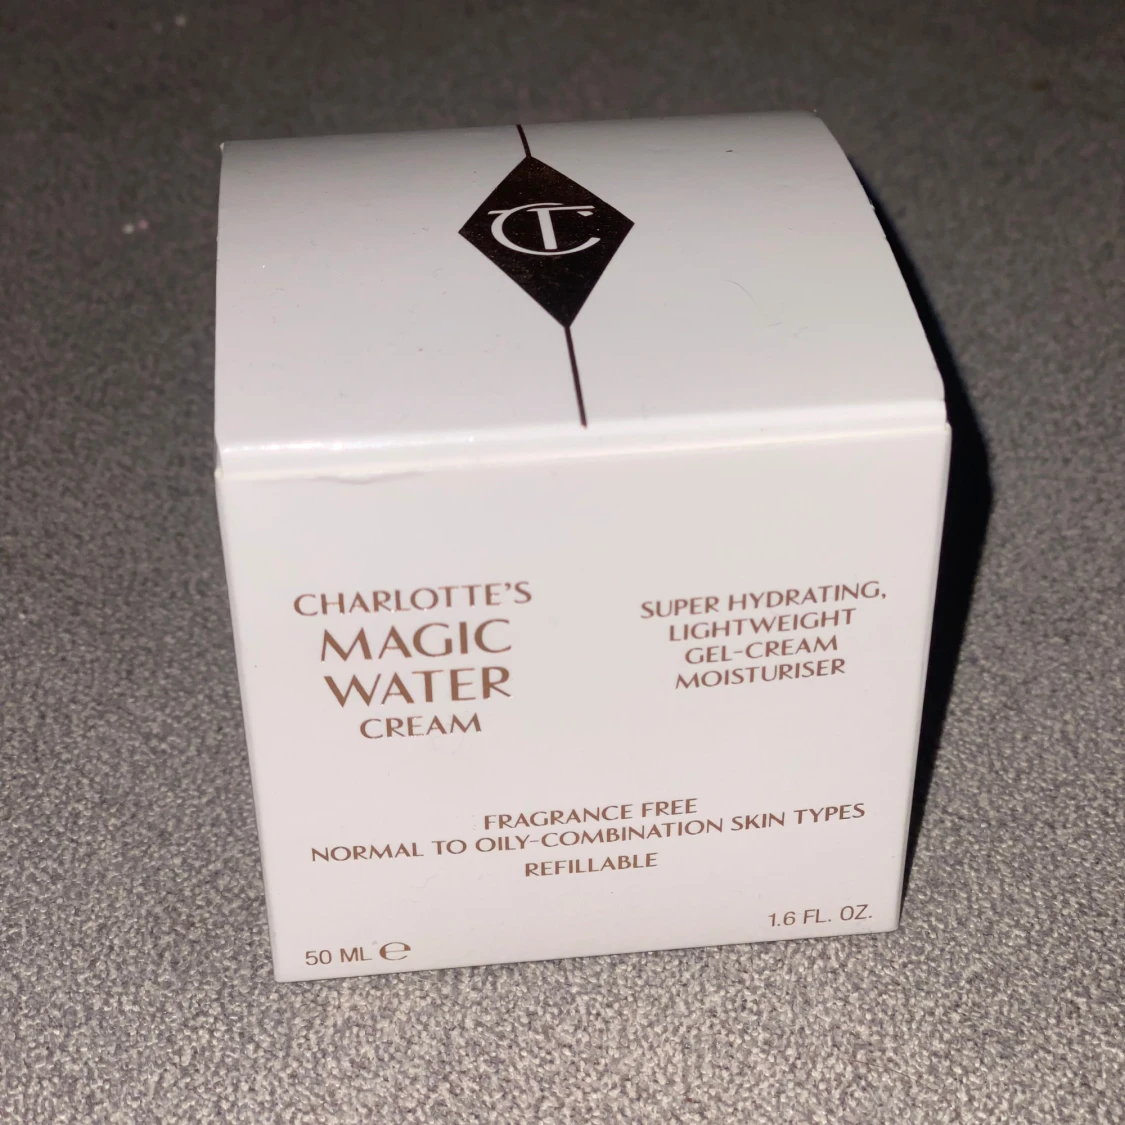 CT
CHARLOTTE'S
MAGIC
WATER
CREAM
SUPER HYDRATING,
LIGHTWEIGHT
GEL-CREAM
MOISTURISER
FRAGRANCE FREE
NORMAL TO OILY-COMBINATION SKIN TYPES
REFILLABLE
50 ML ℮
1.6 FL. OZ.